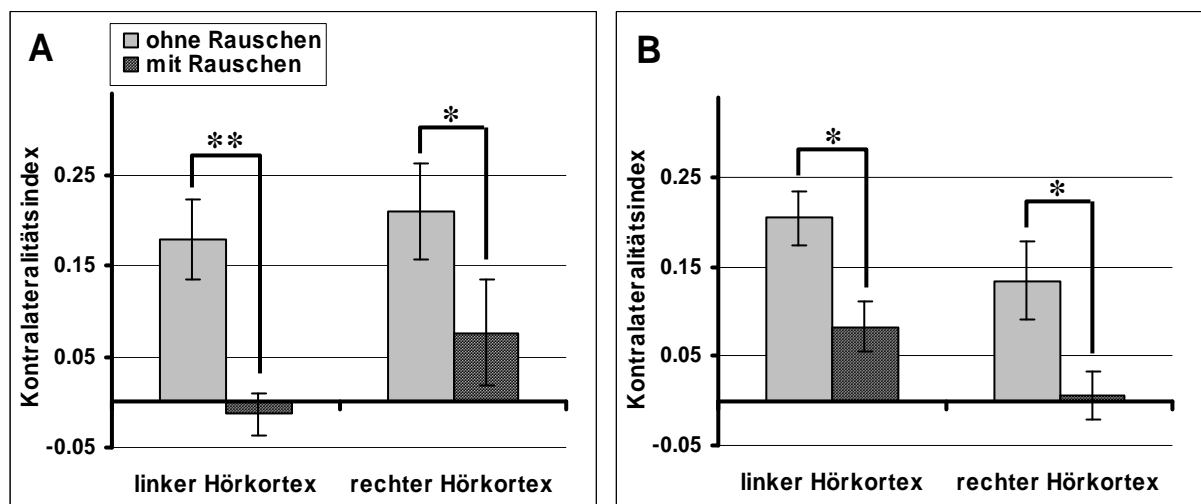 A
ohne Rauschen
mit Rauschen
Kontralateralitätsindex
0.25
0.15
0.05
-0.05
**
*
linker Hörkortex
rechter Hörkortex
B
Kontralateralitätsindex
0.25
0.15
0.05
-0.05
*
*
linker Hörkortex
rechter Hörkortex